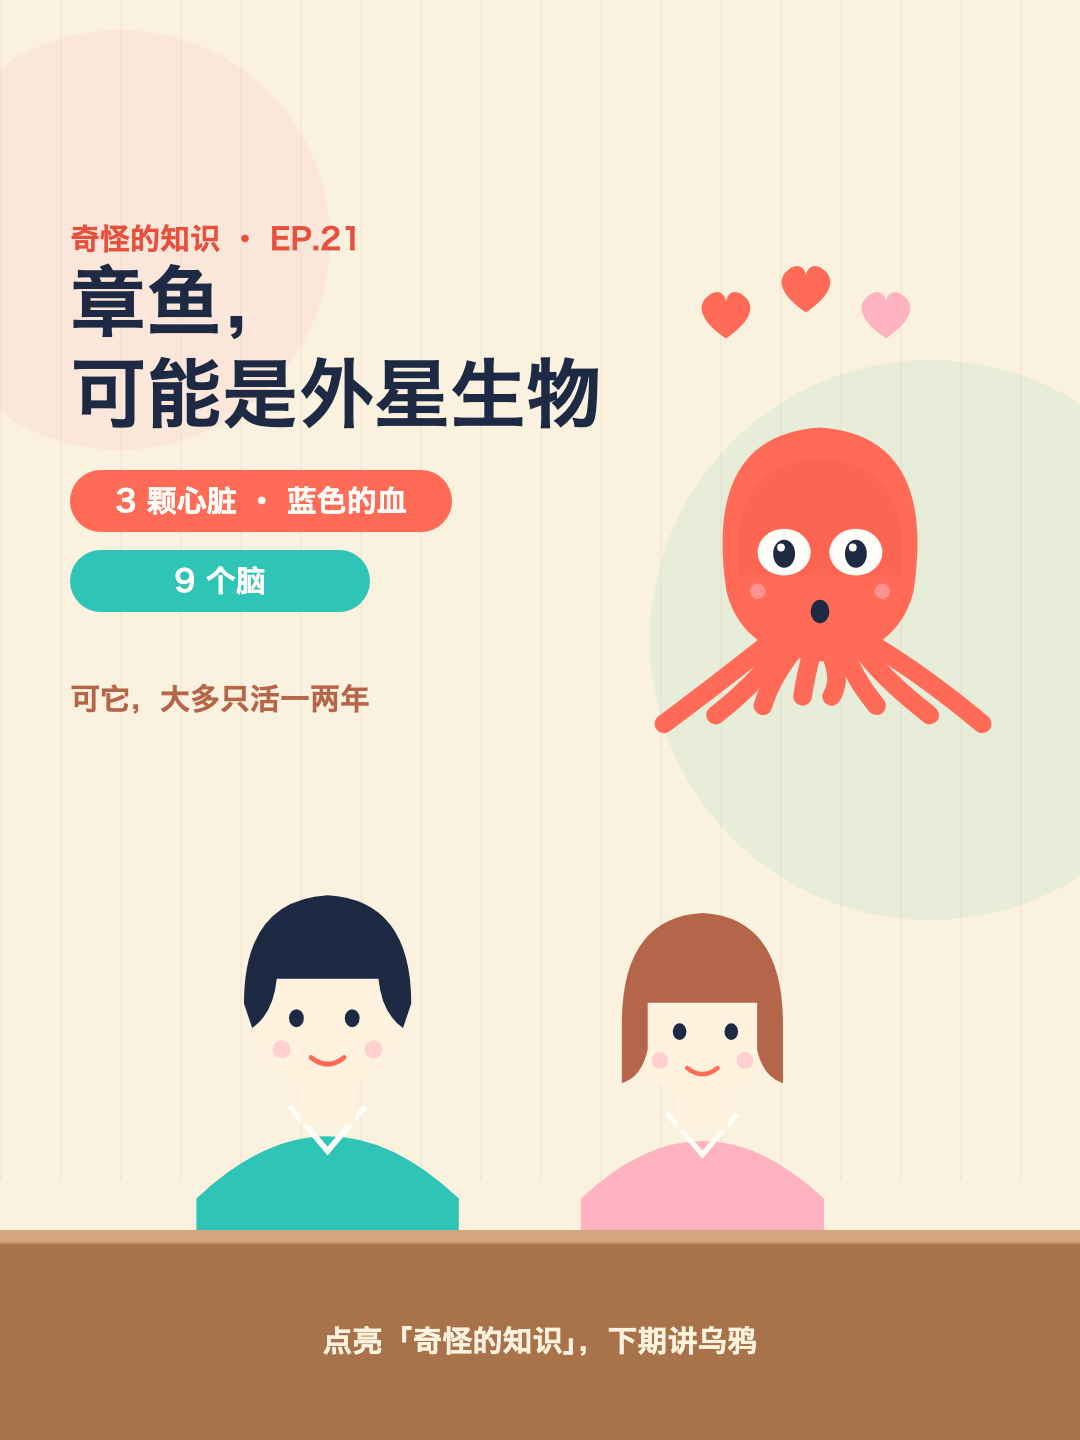 奇怪的知识 · EP.21
章鱼，
可能是外星生物
3 颗心脏 · 蓝色的血
9 个脑
可它，大多只活一两年
点亮「奇怪的知识」，下期讲乌鸦